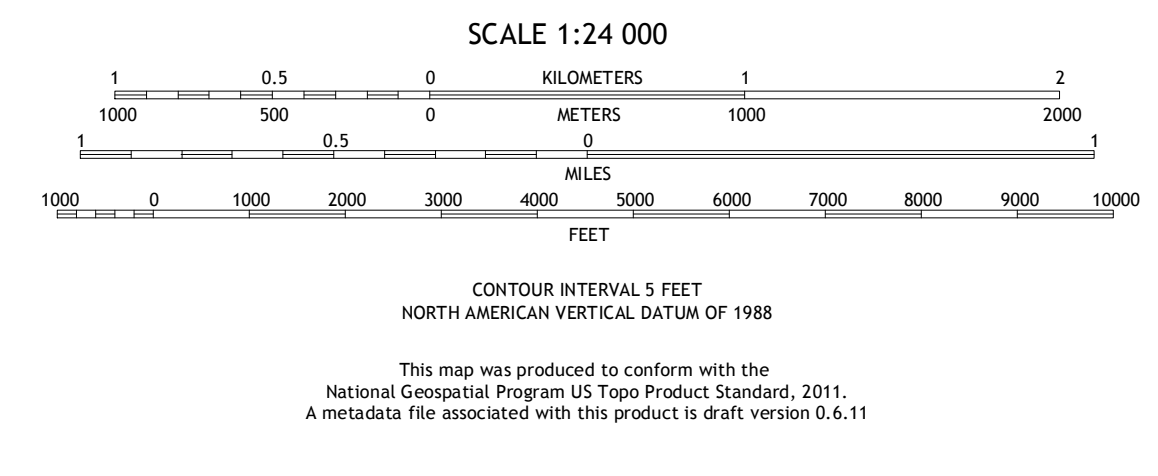 SCALE 1:24 000
1 0.5 0 KILOMETERS 1 2
1000 500 0 METERS 1000 2000
1 0.5 0 1
MILES
1000 0 1000 2000 3000 4000 5000 6000 7000 8000 9000 10000
FEET
CONTOUR INTERVAL 5 FEET
NORTH AMERICAN VERTICAL DATUM OF 1988
This map was produced to conform with the
National Geospatial Program US Topo Product Standard, 2011.
A metadata file associated with this product is draft version 0.6.11